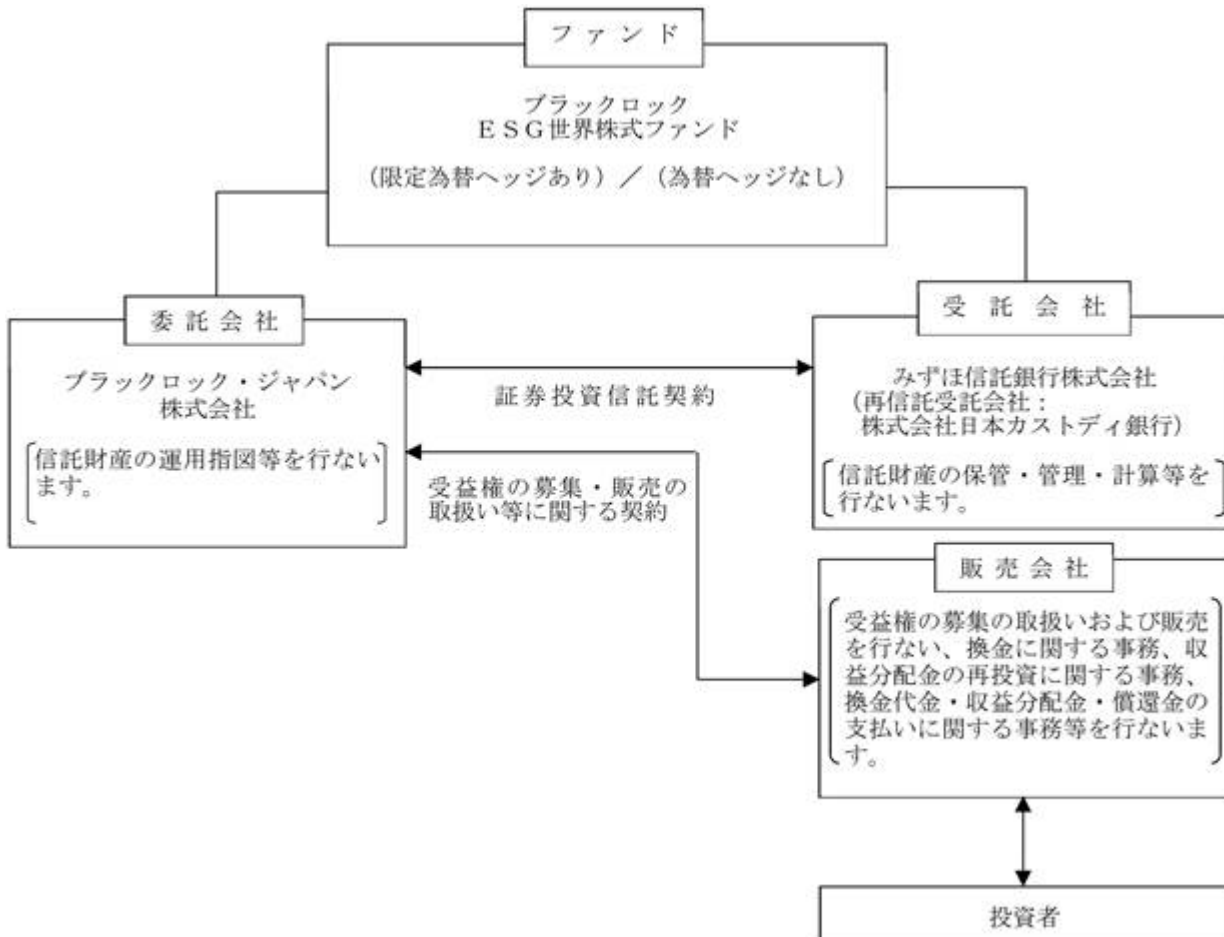 ファンド
ブラックロック
ESG世界株式ファンド
(限定為替ヘッジあり)/(為替ヘッジなし)
委託会社
ブラックロック・ジャパン
株式会社
信託財産の運用指図等を行ない
ます。
証券投資信託契約
受益権の募集・販売の
取扱い等に関する契約
受託会社
みずほ信託銀行株式会社
(再信託受託会社:
株式会社日本カストディ銀行)
信託財産の保管・管理・計算等を
行ないます。
販売会社
受益権の募集の取扱いおよび販売
を行ない、換金に関する事務、収
益分配金の再投資に関する事務、
換金代金・収益分配金・償還金の
支払いに関する事務等を行ないま
す。
投資者